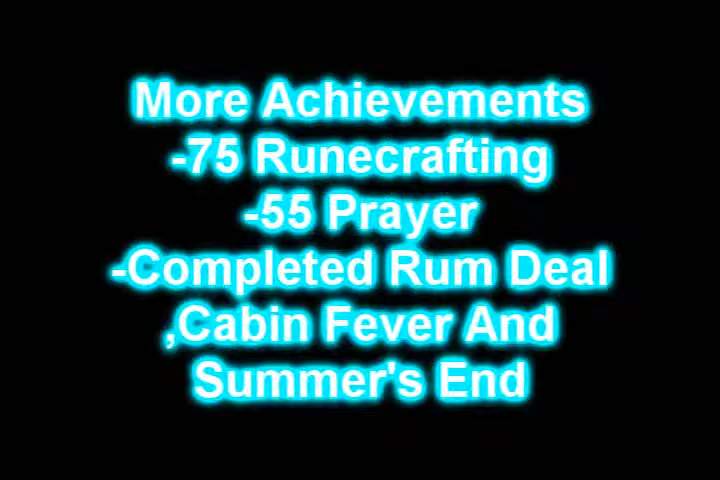 More Achievements
-75 Runecrafting
-55 Prayer
-Completed Rum Deal
,Cabin Fever And
Summer's End